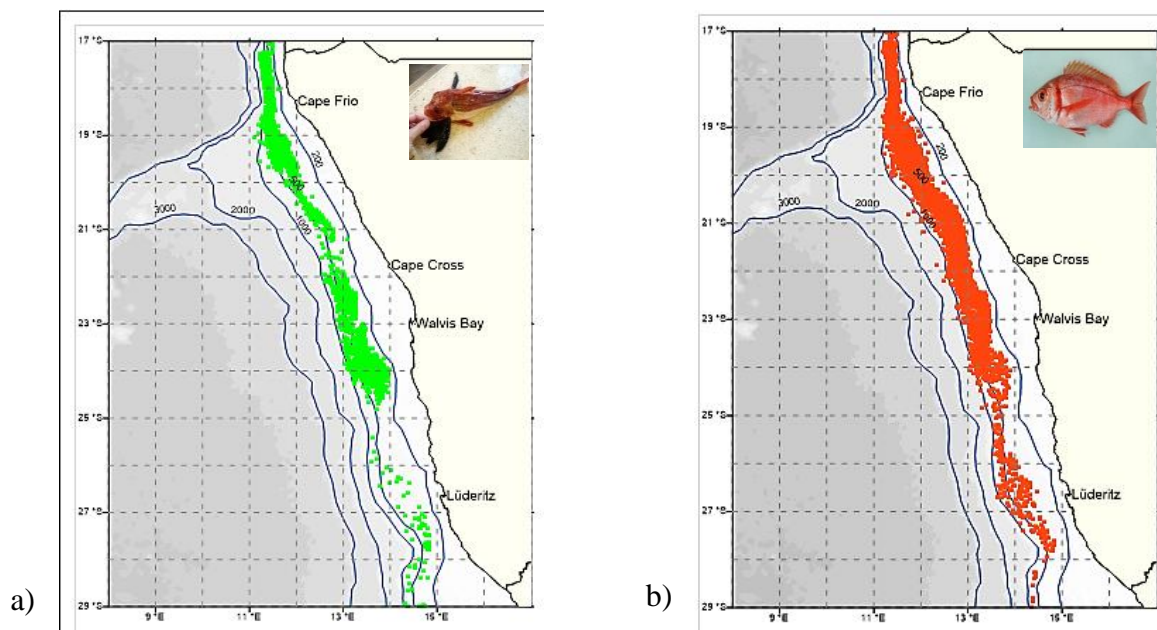 a)
17°S
19°S
21°S
23°S
25°S
27°S
29°S
9°E
11°E
13°E
15°E
Cape Frio
Cape Cross
Walvis Bay
Lüderitz
200
500
1000
2000
3000
b)
17°S
19°S
21°S
23°S
25°S
27°S
29°S
9°E
11°E
13°E
15°E
Cape Frio
Cape Cross
Walvis Bay
Lüderitz
200
500
2000
3000